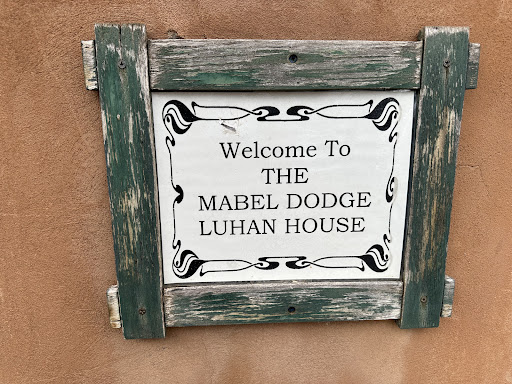 Welcome To
THE
MABEL DODGE
LUHAN HOUSE